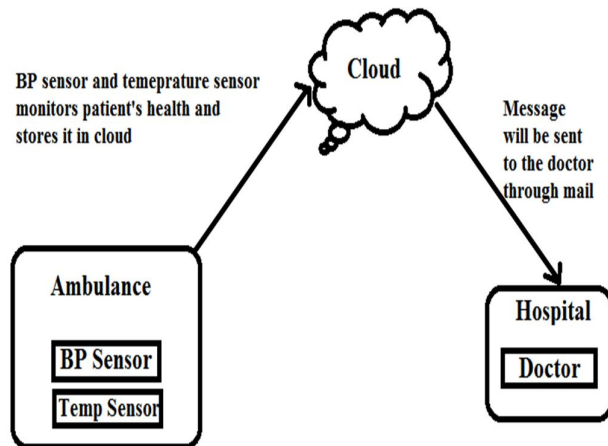 Cloud
BP sensor and temeprature sensor
monitors patient's health and
stores it in cloud
Message
will be sent
to the doctor
through mail
Ambulance
BP Sensor
Temp Sensor
Hospital
Doctor